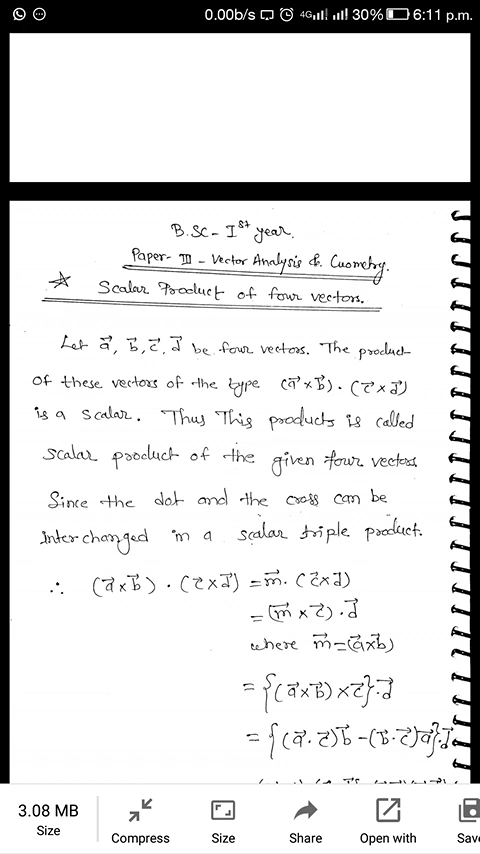 0.00b/s 4G 30% 6:11 p.m.
B.SC - Iˢᵗ year.
Paper- III - Vector Analysis & Cuometry.
☆ Scalar Product of four vectors.
Let a⃗, b⃗, c⃗, d⃗ be four vectors. The product
of these vectors of the type (a⃗×b⃗) · (c⃗×d⃗)
is a scalar. Thus This products is called
scalar product of the given four vectors
Since the dot and the cross can be
interchanged in a scalar triple product.
∴ (a⃗×b⃗) · (c⃗×d⃗) = m⃗ · (c⃗×d⃗)
= (m⃗ × c⃗) · d⃗
where m⃗ = (a⃗×b⃗)
= {(a⃗×b⃗) × c⃗} · d⃗
= {(a⃗ · c⃗) b⃗ - (b⃗ · c⃗) a⃗} · d⃗
3.08 MB
Size
Compress
Size
Share
Open with
Save